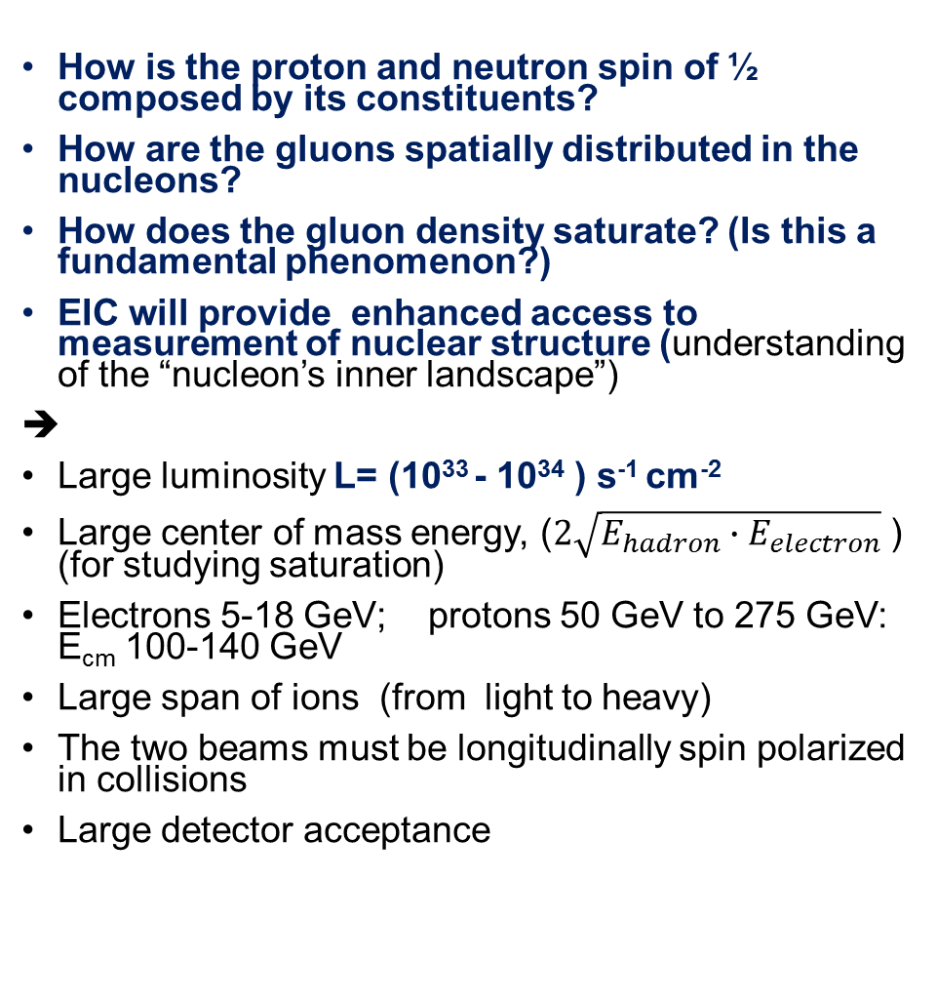 • How is the proton and neutron spin of ½
composed by its constituents?
• How are the gluons spatially distributed in the
nucleons?
• How does the gluon density saturate? (Is this a
fundamental phenomenon?)
• EIC will provide  enhanced access to
measurement of nuclear structure (understanding
of the “nucleon’s inner landscape”)
➔
• Large luminosity L= (10³³ - 10³⁴ ) s⁻¹ cm⁻²
• Large center of mass energy, (2√(E_hadron · E_electron) )
(for studying saturation)
• Electrons 5-18 GeV;    protons 50 GeV to 275 GeV:
E_cm 100-140 GeV
• Large span of ions  (from  light to heavy)
• The two beams must be longitudinally spin polarized
in collisions
• Large detector acceptance